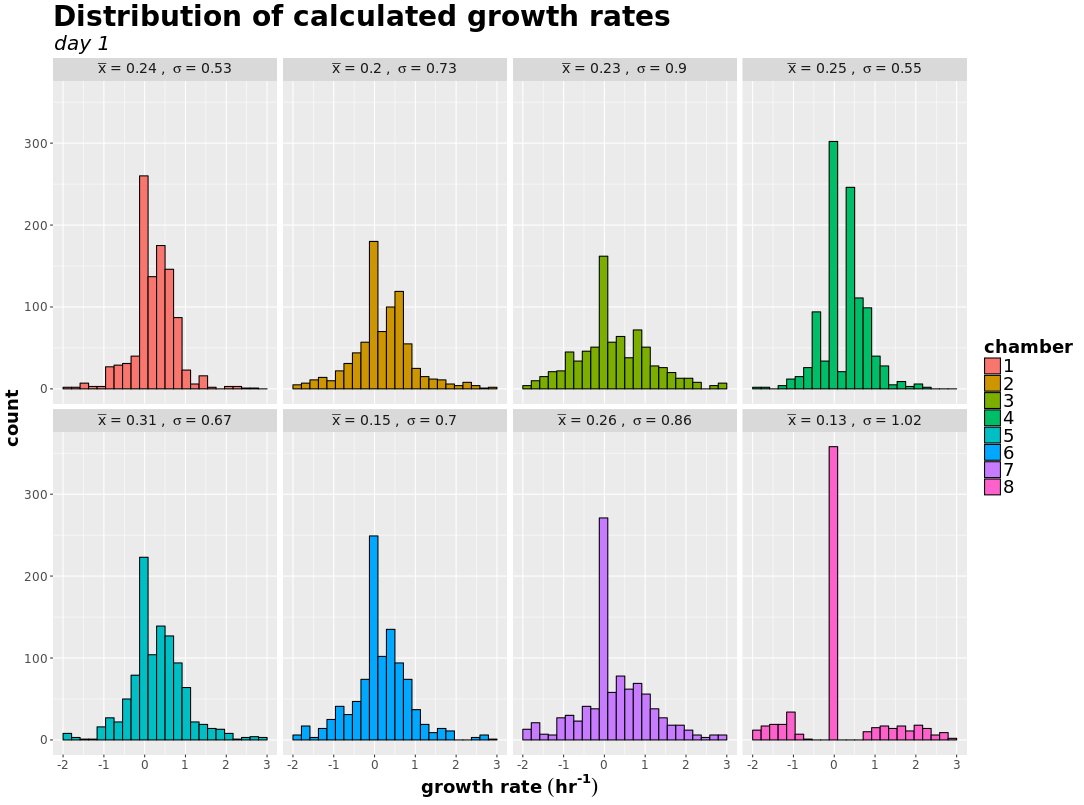 Distribution of calculated growth rates
day 1
x̅ = 0.24 , σ = 0.53
x̅ = 0.2 , σ = 0.73
x̅ = 0.23 , σ = 0.9
x̅ = 0.25 , σ = 0.55
300
200
100
0
x̅ = 0.31 , σ = 0.67
x̅ = 0.15 , σ = 0.7
x̅ = 0.26 , σ = 0.86
x̅ = 0.13 , σ = 1.02
300
200
100
0
-2 -1 0 1 2 3
-2 -1 0 1 2 3
-2 -1 0 1 2 3
-2 -1 0 1 2 3
count
growth rate (hr⁻¹)
chamber
1
2
3
4
5
6
7
8